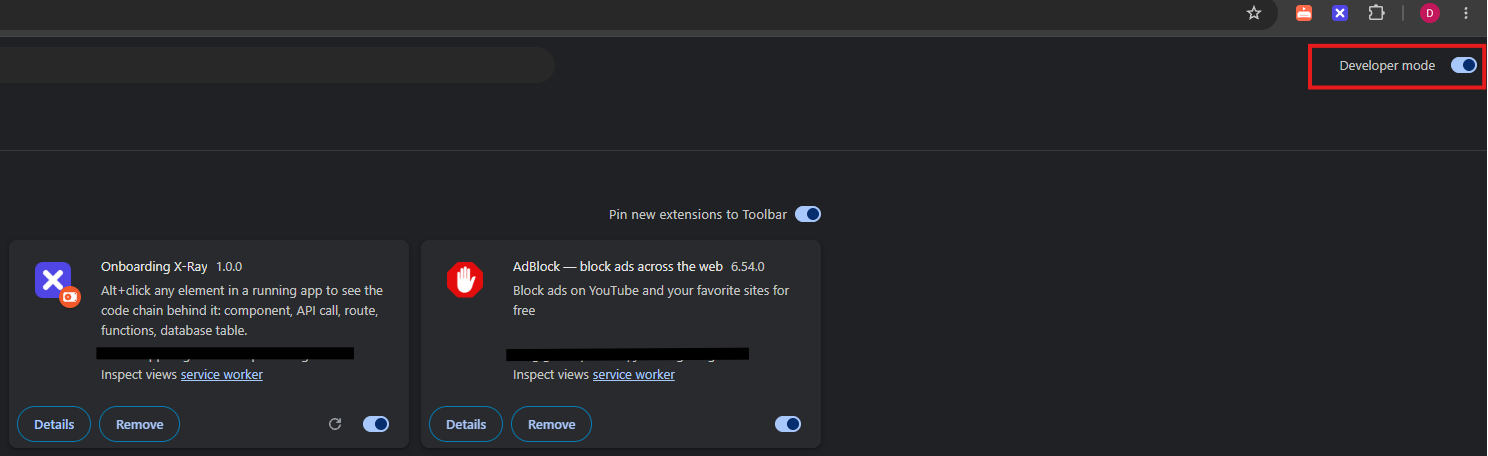 D
Developer mode
Pin new extensions to Toolbar
Onboarding X-Ray 1.0.0
Alt+click any element in a running app to see the
code chain behind it: component, API call, route,
functions, database table.
Inspect views service worker
Details
Remove
AdBlock — block ads across the web 6.54.0
Block ads on YouTube and your favorite sites for
free
Inspect views service worker
Details
Remove